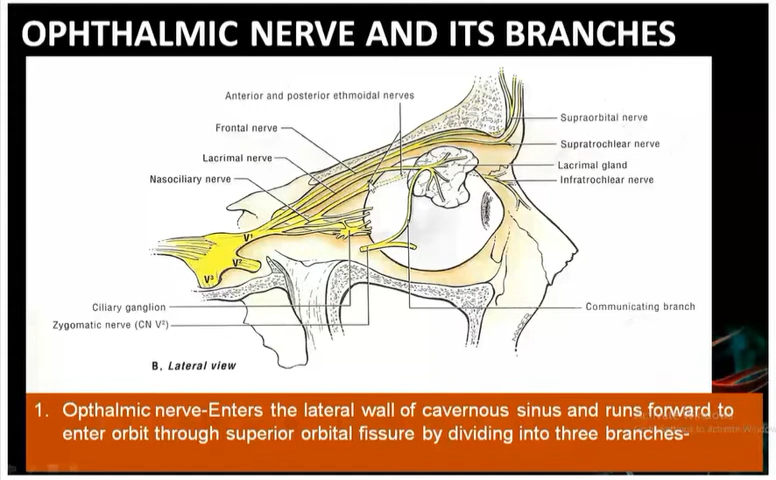 OPHTHALMIC NERVE AND ITS BRANCHES
Anterior and posterior ethmoidal nerves
Frontal nerve
Lacrimal nerve
Nasociliary nerve
Supraorbital nerve
Supratrochlear nerve
Lacrimal gland
Infratrochlear nerve
V¹
V²
V³
Ciliary ganglion
Zygomatic nerve (CN V²)
Communicating branch
B. Lateral view
1. Opthalmic nerve-Enters the lateral wall of cavernous sinus and runs forward to
enter orbit through superior orbital fissure by dividing into three branches-